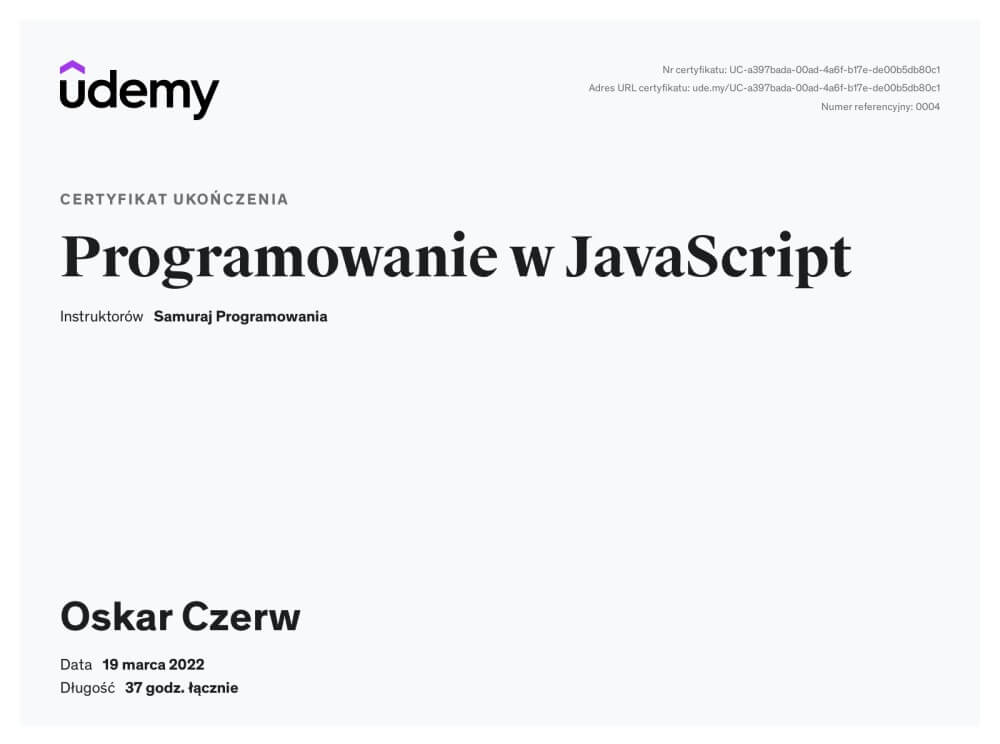 udemy
Nr certyfikatu: UC-a397bada-00ad-4a6f-b17e-de00b5db80c1
Adres URL certyfikatu: ude.my/UC-a397bada-00ad-4a6f-b17e-de00b5db80c1
Numer referencyjny: 0004
CERTYFIKAT UKOŃCZENIA
Programowanie w JavaScript
Instruktorów Samuraj Programowania
Oskar Czerw
Data 19 marca 2022
Długość 37 godz. łącznie